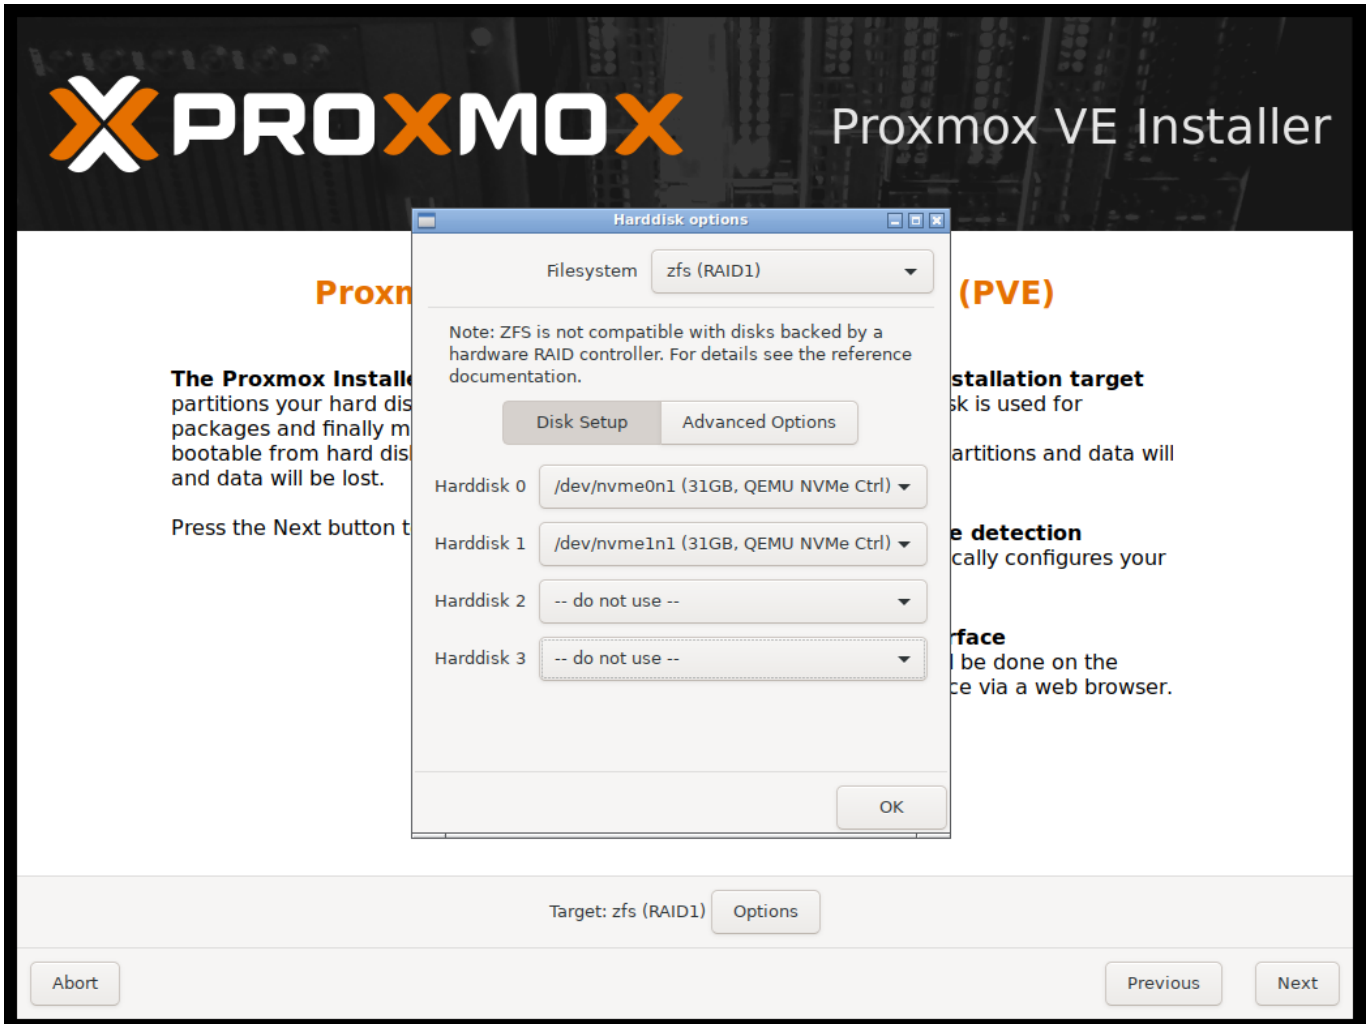 PROXMOX
Proxmox VE Installer
Harddisk options
Filesystem zfs (RAID1)
Proxm
(PVE)
Note: ZFS is not compatible with disks backed by a
hardware RAID controller. For details see the reference
documentation.
Disk Setup Advanced Options
Harddisk 0 /dev/nvme0n1 (31GB, QEMU NVMe Ctrl)
Harddisk 1 /dev/nvme1n1 (31GB, QEMU NVMe Ctrl)
Harddisk 2 -- do not use --
Harddisk 3 -- do not use --
OK
The Proxmox Installe
partitions your hard dis
packages and finally m
bootable from hard disk
and data will be lost.
Press the Next button t
stallation target
sk is used for
artitions and data will
e detection
cally configures your
rface
l be done on the
ce via a web browser.
Target: zfs (RAID1) Options
Abort Previous Next